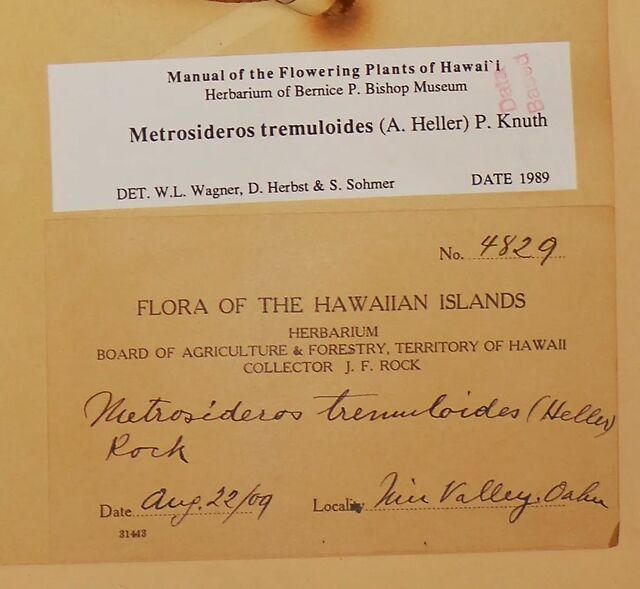 Manual of the Flowering Plants of Hawai`i
Herbarium of Bernice P. Bishop Museum
Metrosideros tremuloides (A. Heller) P. Knuth
DET. W.L. Wagner, D. Herbst & S. Sohmer DATE 1989
Data
Based
No. 4829
FLORA OF THE HAWAIIAN ISLANDS
HERBARIUM
BOARD OF AGRICULTURE & FORESTRY, TERRITORY OF HAWAII
COLLECTOR J. F. ROCK
Metrosideros tremuloides (Heller)
Rock
Date Aug. 22/09 Locality Niu Valley. Oahu
31443